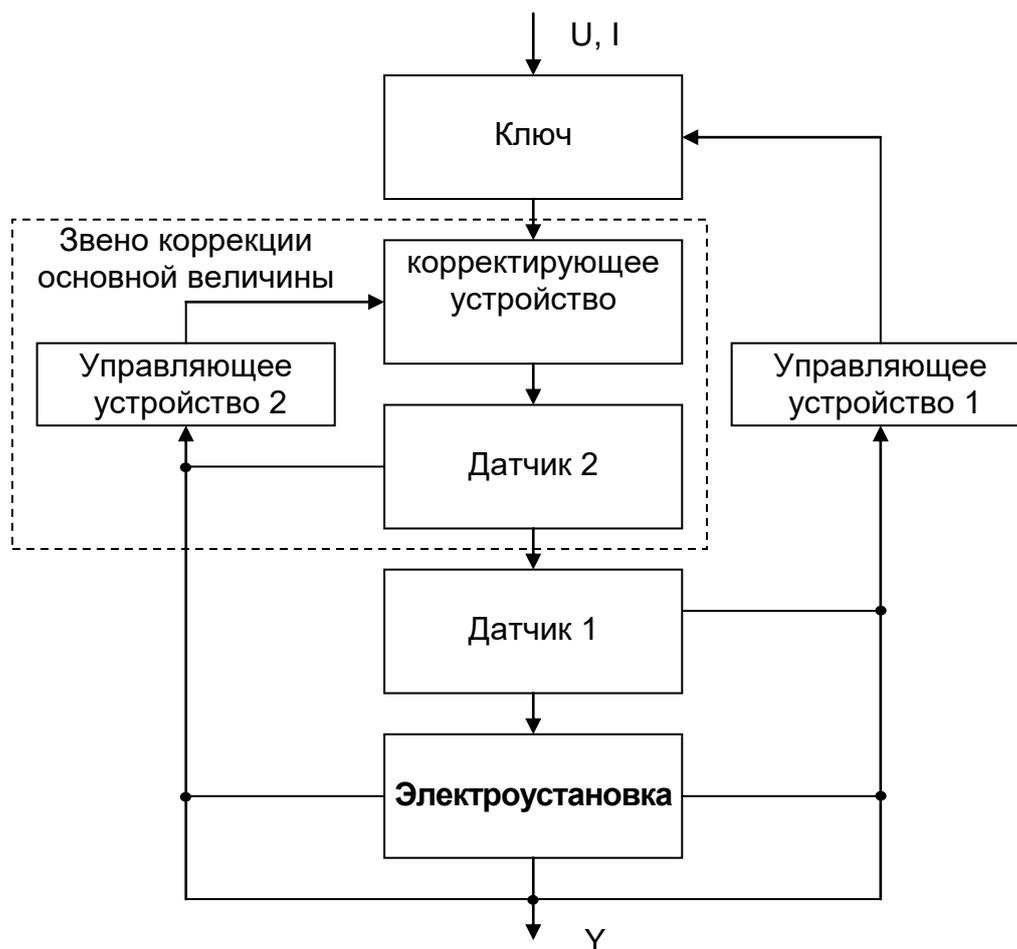 U, I
Ключ
Звено коррекции
основной величины
корректирующее
устройство
Управляющее
устройство 2
Управляющее
устройство 1
Датчик 2
Датчик 1
Электроустановка
Y